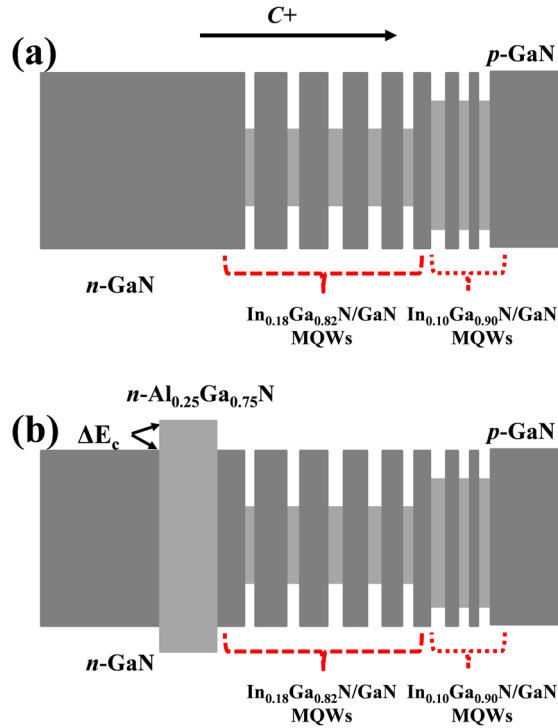 C+
(a)
p-GaN
n-GaN
In₀.₁₈Ga₀.₈₂N/GaN In₀.₁₀Ga₀.₉₀N/GaN
MQWs MQWs
n-Al₀.₂₅Ga₀.₇₅N
(b)
ΔE꜀
p-GaN
n-GaN
In₀.₁₈Ga₀.₈₂N/GaN In₀.₁₀Ga₀.₉₀N/GaN
MQWs MQWs